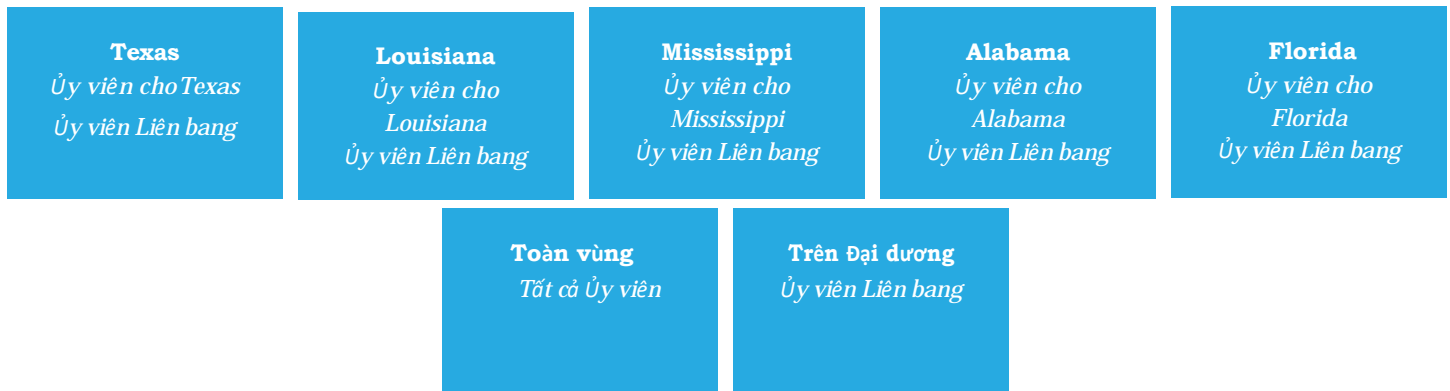 Texas
Ủy viên cho Texas
Ủy viên Liên bang
Louisiana
Ủy viên cho
Louisiana
Ủy viên Liên bang
Mississippi
Ủy viên cho
Mississippi
Ủy viên Liên bang
Alabama
Ủy viên cho
Alabama
Ủy viên Liên bang
Florida
Ủy viên cho
Florida
Ủy viên Liên bang
Toàn vùng
Tất cả Ủy viên
Trên Đại dương
Ủy viên Liên bang